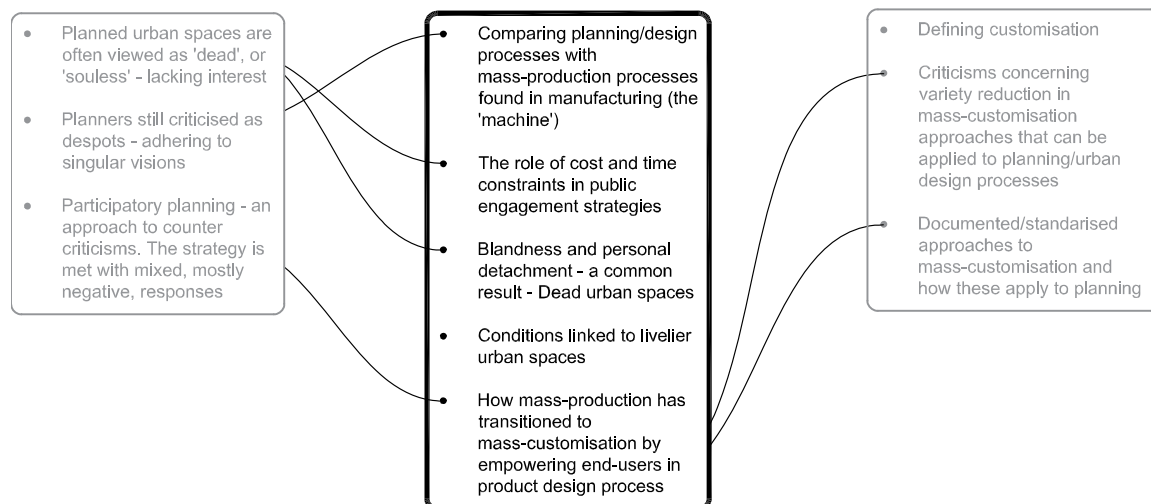 • Planned urban spaces are
often viewed as 'dead', or
'souless' - lacking interest
• Planners still criticised as
despots - adhering to
singular visions
• Participatory planning - an
approach to counter
criticisms. The strategy is
met with mixed, mostly
negative, responses
• Comparing planning/design
processes with
mass-production processes
found in manufacturing (the
'machine')
• The role of cost and time
constraints in public
engagement strategies
• Blandness and personal
detachment - a common
result - Dead urban spaces
• Conditions linked to livelier
urban spaces
• How mass-production has
transitioned to
mass-customisation by
empowering end-users in
product design process
• Defining customisation
• Criticisms concerning
variety reduction in
mass-customisation
approaches that can be
applied to planning/urban
design processes
• Documented/standarised
approaches to
mass-customisation and
how these apply to planning